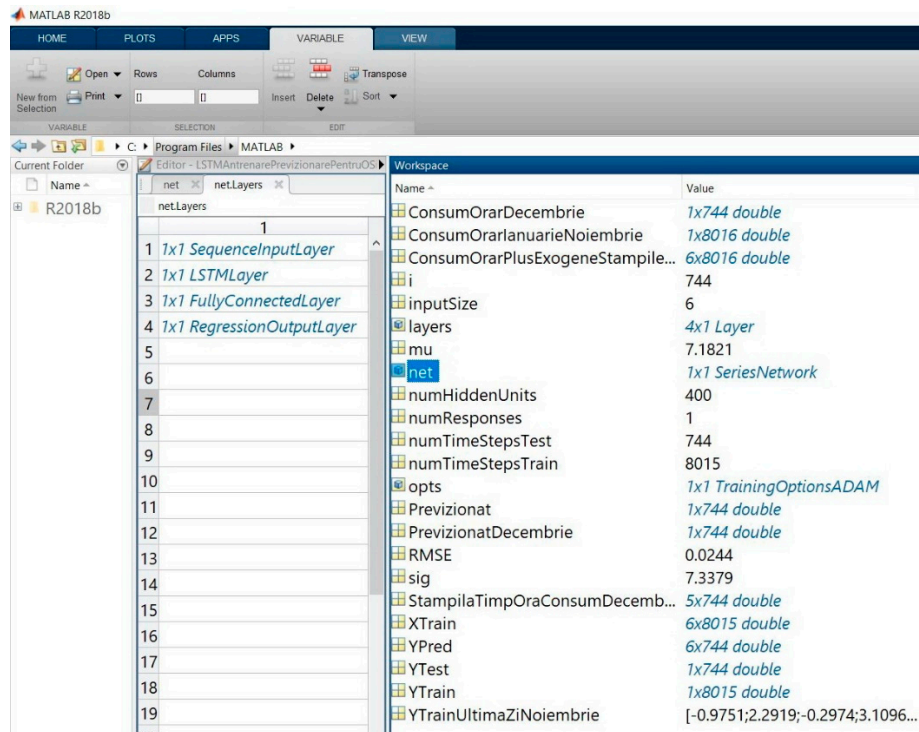 MATLAB R2018b
HOME PLOTS APPS VARIABLE VIEW
New from Selection
Open
Print
Rows Columns
[] []
Insert Delete
Transpose
Sort
VARIABLE SELECTION EDIT
C: Program Files MATLAB
Current Folder
Name
R2018b
Editor - LSTMAntrenarePrevizionarePentruOS
net net.Layers
net.Layers
1
1 1x1 SequenceInputLayer
2 1x1 LSTMLayer
3 1x1 FullyConnectedLayer
4 1x1 RegressionOutputLayer
5
6
7
8
9
10
11
12
13
14
15
16
17
18
19
Workspace
Name Value
ConsumOrarDecembrie 1x744 double
ConsumOrarIanuarieNoiembrie 1x8016 double
ConsumOrarPlusExogeneStampile... 6x8016 double
i 744
inputSize 6
layers 4x1 Layer
mu 7.1821
net 1x1 SeriesNetwork
numHiddenUnits 400
numResponses 1
numTimeStepsTest 744
numTimeStepsTrain 8015
opts 1x1 TrainingOptionsADAM
Previzionat 1x744 double
PrevizionatDecembrie 1x744 double
RMSE 0.0244
sig 7.3379
StampilaTimpOraConsumDecemb... 5x744 double
XTrain 6x8015 double
YPred 6x744 double
YTest 1x744 double
YTrain 1x8015 double
YTrainUltimaZiNoiembrie [-0.9751;2.2919;-0.2974;3.1096...